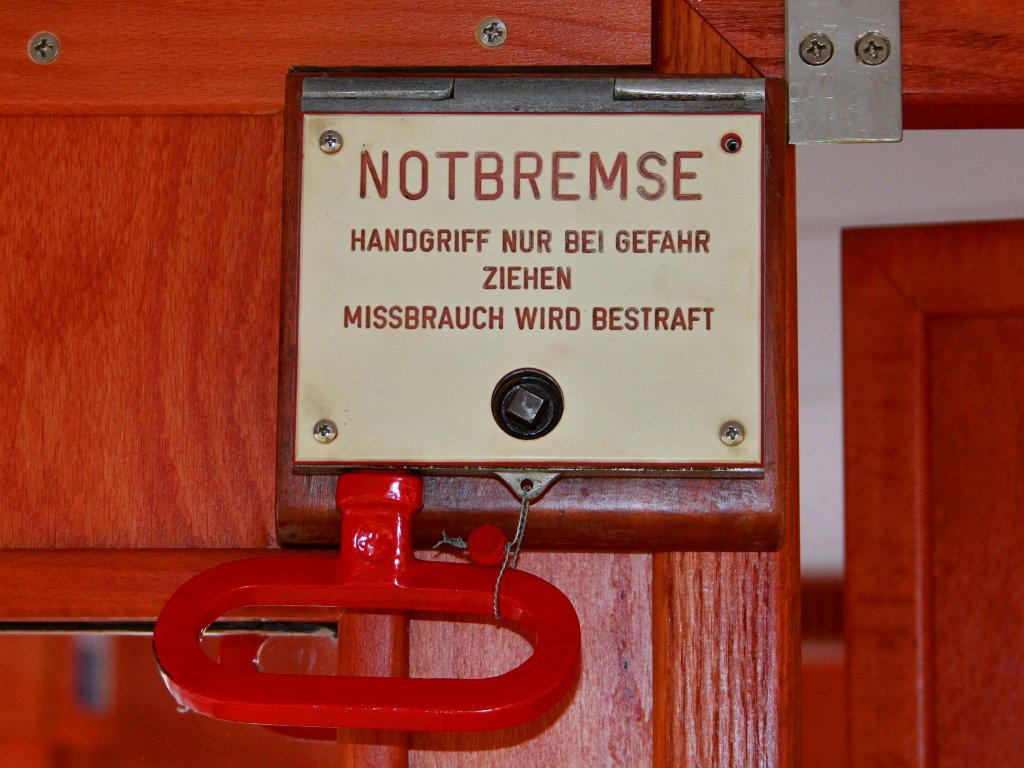 NOTBREMSE
HANDGRIFF NUR BEI GEFAHR
ZIEHEN
MISSBRAUCH WIRD BESTRAFT